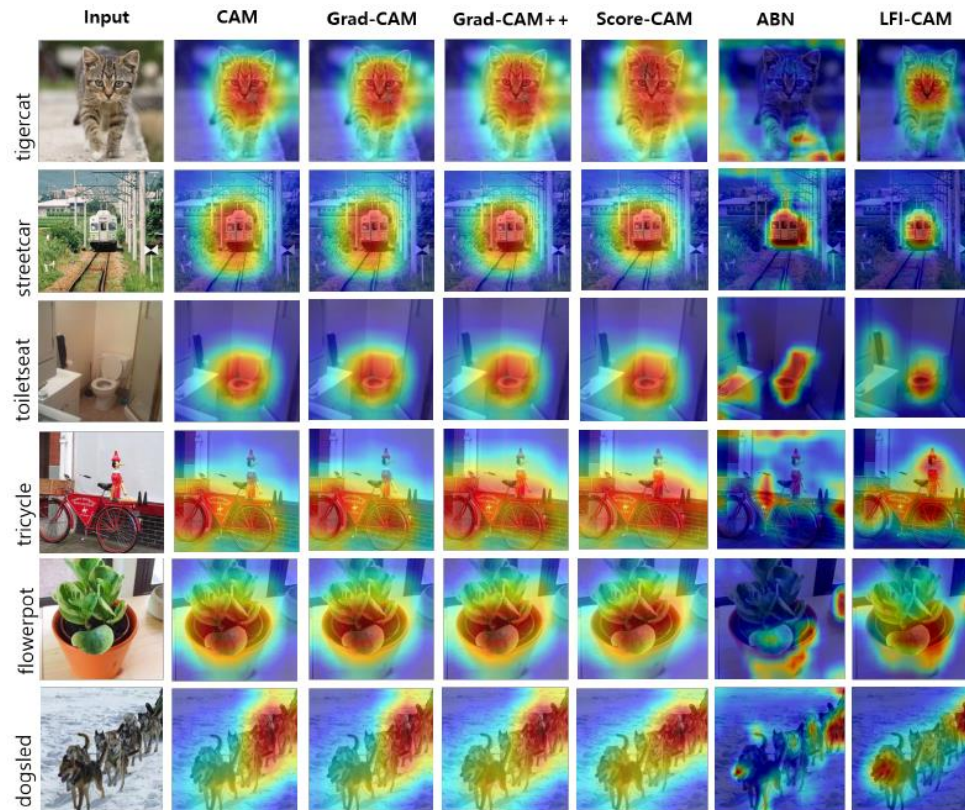 Input CAM Grad-CAM Grad-CAM++ Score-CAM ABN LFI-CAM
tigercat
streetcar
toiletseat
tricycle
flowerpot
dogsled